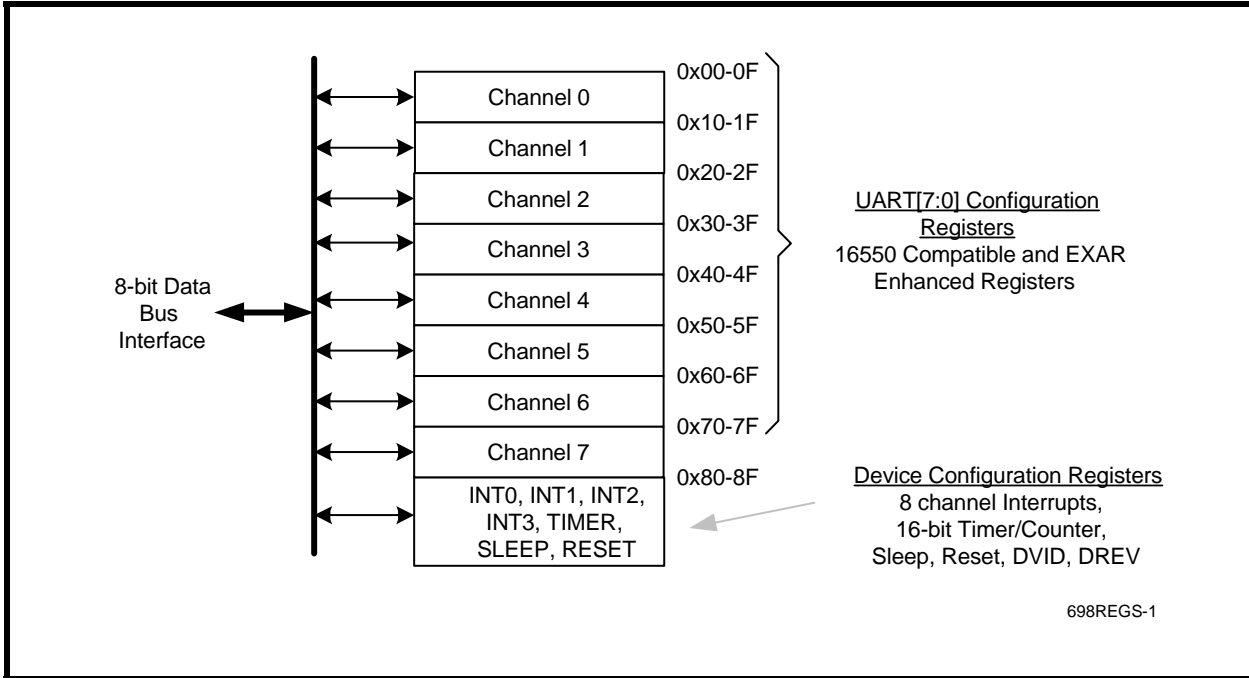 8-bit Data
Bus
Interface
0x00-0F
Channel 0
0x10-1F
Channel 1
0x20-2F
Channel 2
0x30-3F
Channel 3
0x40-4F
Channel 4
0x50-5F
Channel 5
0x60-6F
Channel 6
0x70-7F
Channel 7
0x80-8F
INT0, INT1, INT2,
INT3, TIMER,
SLEEP, RESET
UART[7:0] Configuration
Registers
16550 Compatible and EXAR
Enhanced Registers
Device Configuration Registers
8 channel Interrupts,
16-bit Timer/Counter,
Sleep, Reset, DVID, DREV
698REGS-1